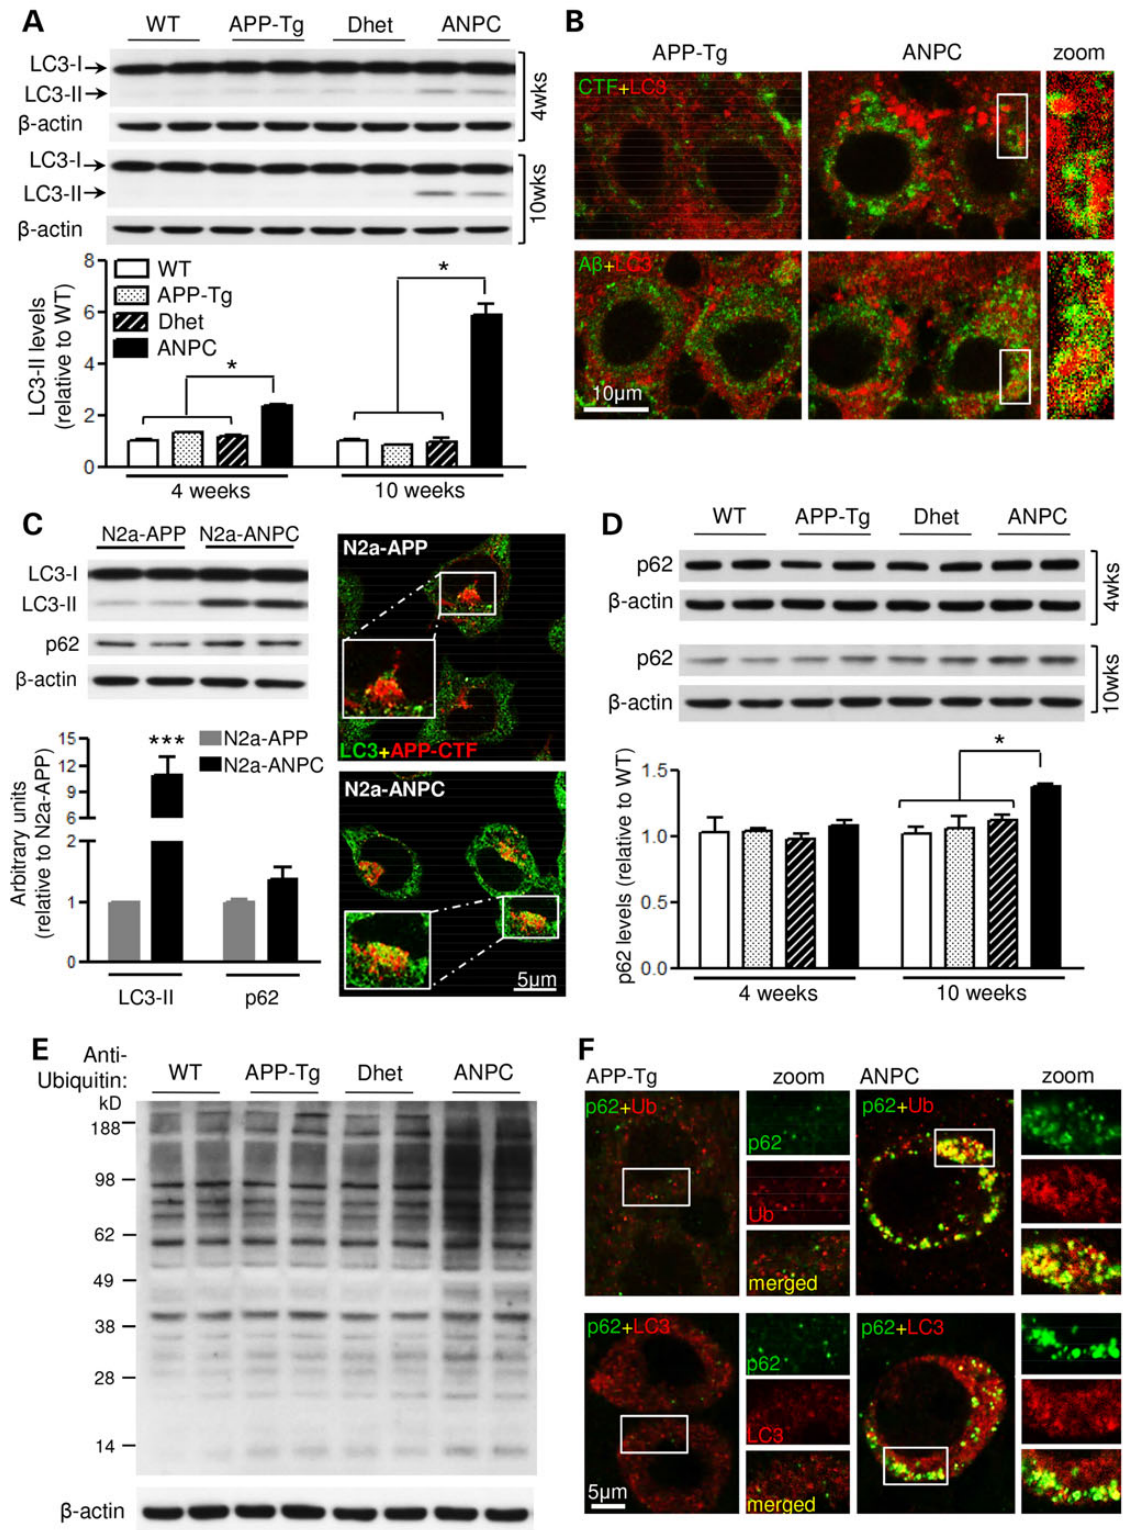 A
WT APP-Tg Dhet ANPC
LC3-I
LC3-II
β-actin
4wks
LC3-I
LC3-II
β-actin
10wks
LC3-II levels
(relative to WT)
8
6
4
2
0
WT
APP-Tg
Dhet
ANPC
*
*
4 weeks 10 weeks
B
APP-Tg ANPC zoom
CTF+LC3
Aβ+LC3
10μm
C
N2a-APP N2a-ANPC
LC3-I
LC3-II
p62
β-actin
Arbitrary units
(relative to N2a-APP)
15
12
9
6
2
1
0
***
N2a-APP
N2a-ANPC
LC3-II p62
N2a-APP
LC3+APP-CTF
N2a-ANPC
5μm
D
WT APP-Tg Dhet ANPC
p62
β-actin
4wks
p62
β-actin
10wks
p62 levels (relative to WT)
1.5
1.0
0.5
0.0
*
4 weeks 10 weeks
E
Anti-
Ubiquitin:
WT APP-Tg Dhet ANPC
kD
188
98
62
49
38
28
14
β-actin
F
APP-Tg zoom ANPC zoom
p62+Ub
p62
Ub
merged
p62+Ub
p62+LC3
p62
LC3
merged
p62+LC3
5μm